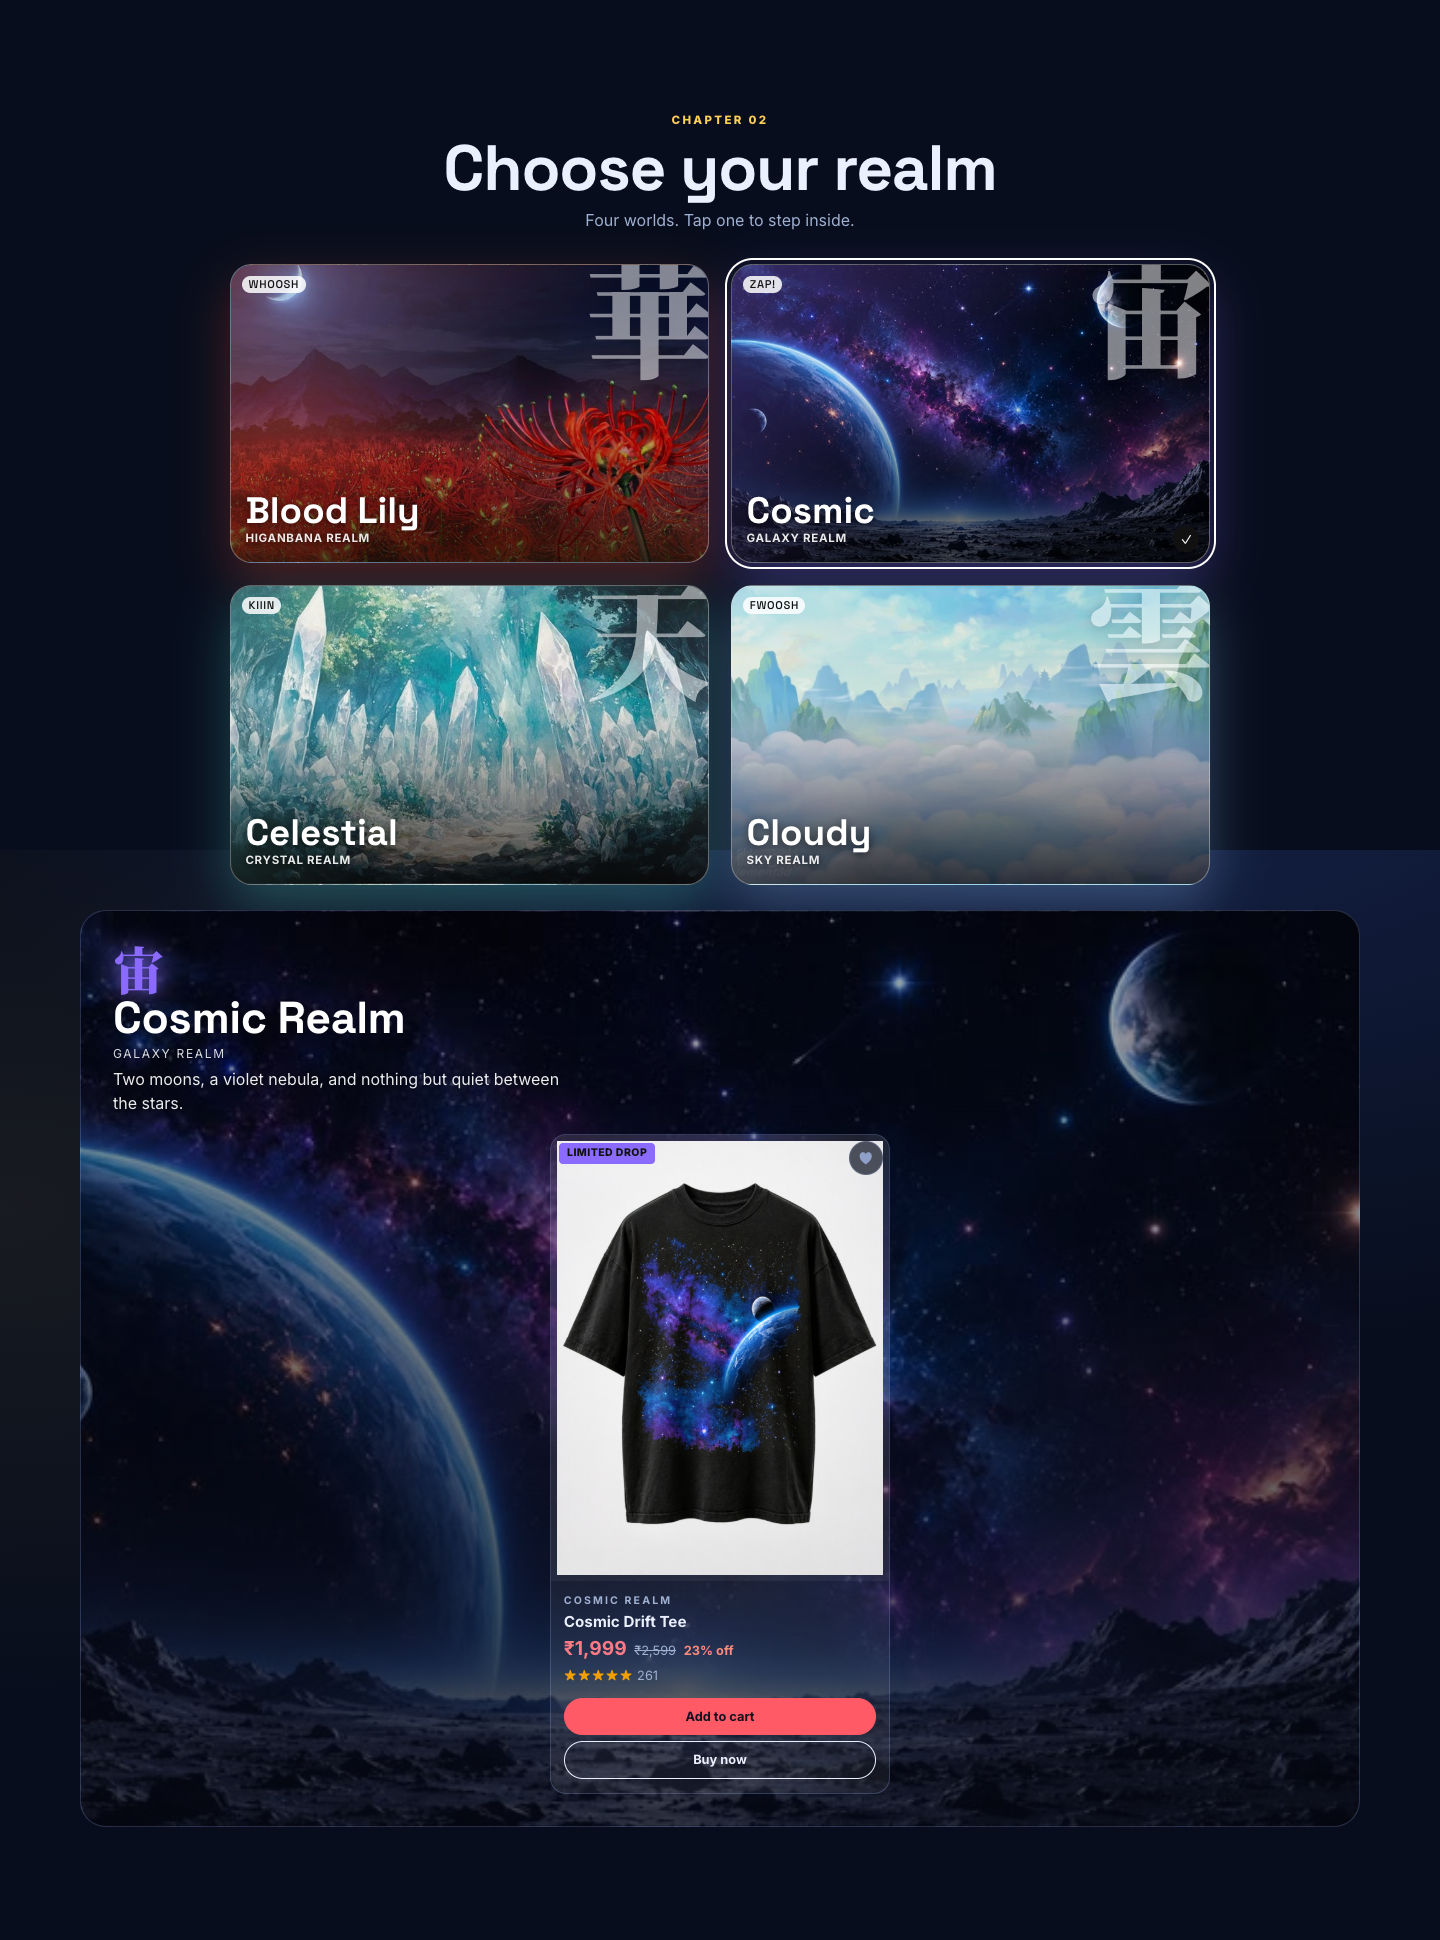 CHAPTER 02
Choose your realm
Four worlds. Tap one to step inside.
WHOOSH
華
Blood Lily
HIGANBANA REALM
ZAP!
宙
Cosmic
GALAXY REALM
KIIIN
天
Celestial
CRYSTAL REALM
FWOOSH
雲
Cloudy
SKY REALM
宙
Cosmic Realm
GALAXY REALM
Two moons, a violet nebula, and nothing but quiet between
the stars.
LIMITED DROP
COSMIC REALM
Cosmic Drift Tee
₹1,999 ₹2,599 23% off
★★★★★ 261
Add to cart
Buy now